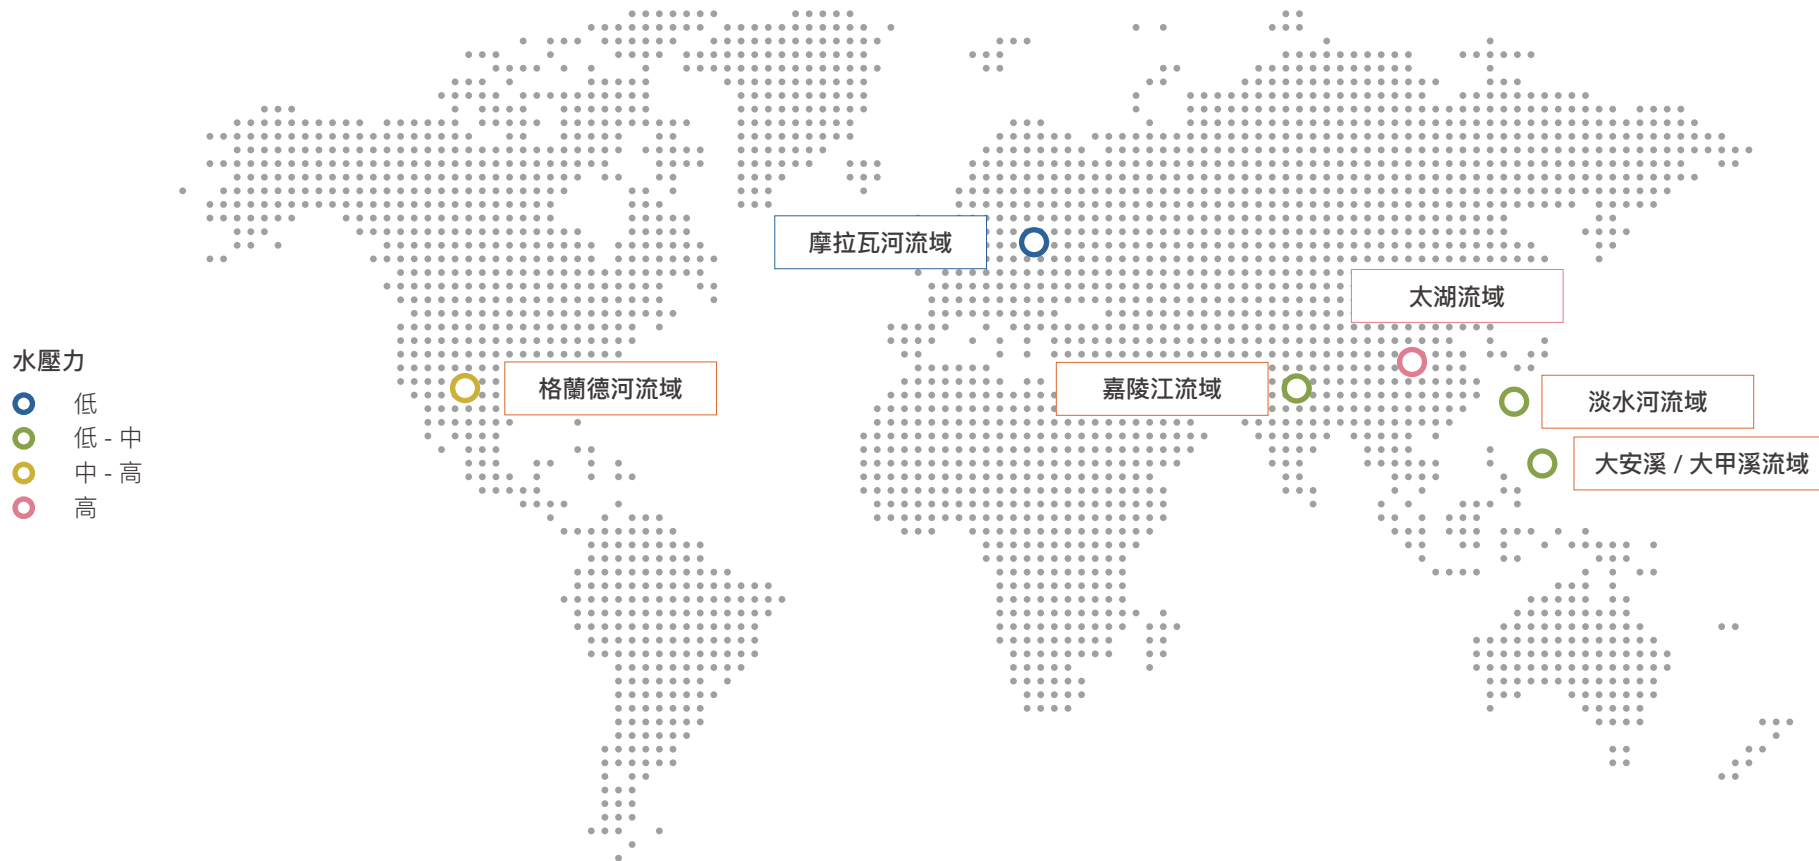 摩拉瓦河流域
太湖流域
水壓力
低
低 - 中
中 - 高
高
格蘭德河流域
嘉陵江流域
淡水河流域
大安溪 / 大甲溪流域